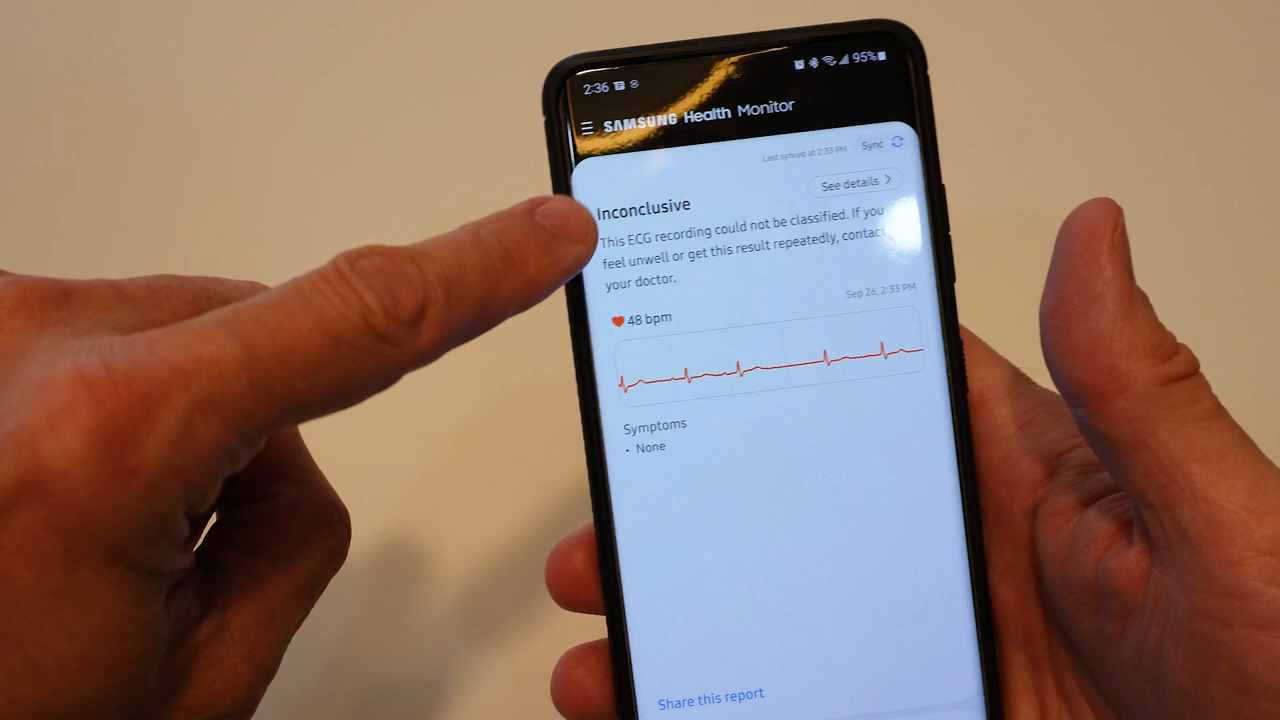 2:36 95%
SAMSUNG Health Monitor
Last synced at 2:33 PM Sync
See details >
Inconclusive
This ECG recording could not be classified. If you
feel unwell or get this result repeatedly, contact
your doctor.
Sep 26, 2:33 PM
48 bpm
Symptoms
• None
Share this report